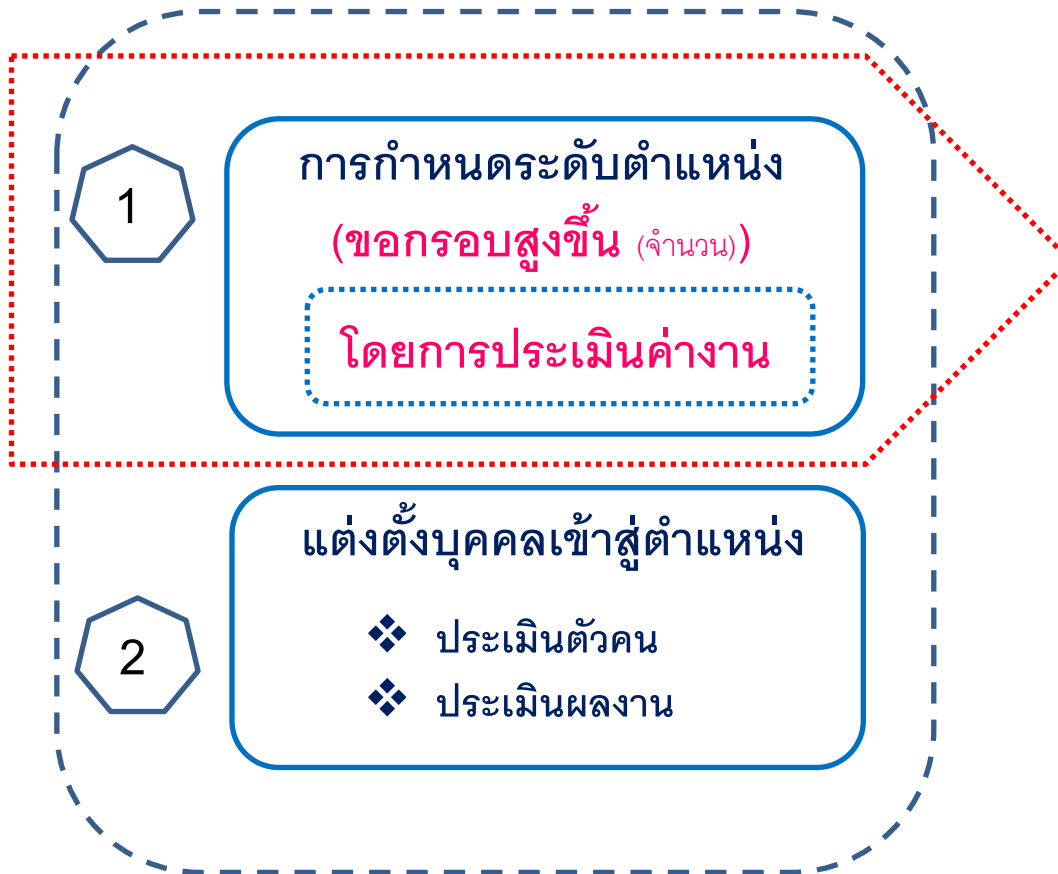 1
การกำหนดระดับตำแหน่ง
(ขอกรอบสูงขึ้น (จำนวน))
โดยการประเมินค่างาน
2
แต่งตั้งบุคคลเข้าสู่ตำแหน่ง
❖ ประเมินตัวคน
❖ ประเมินผลงาน